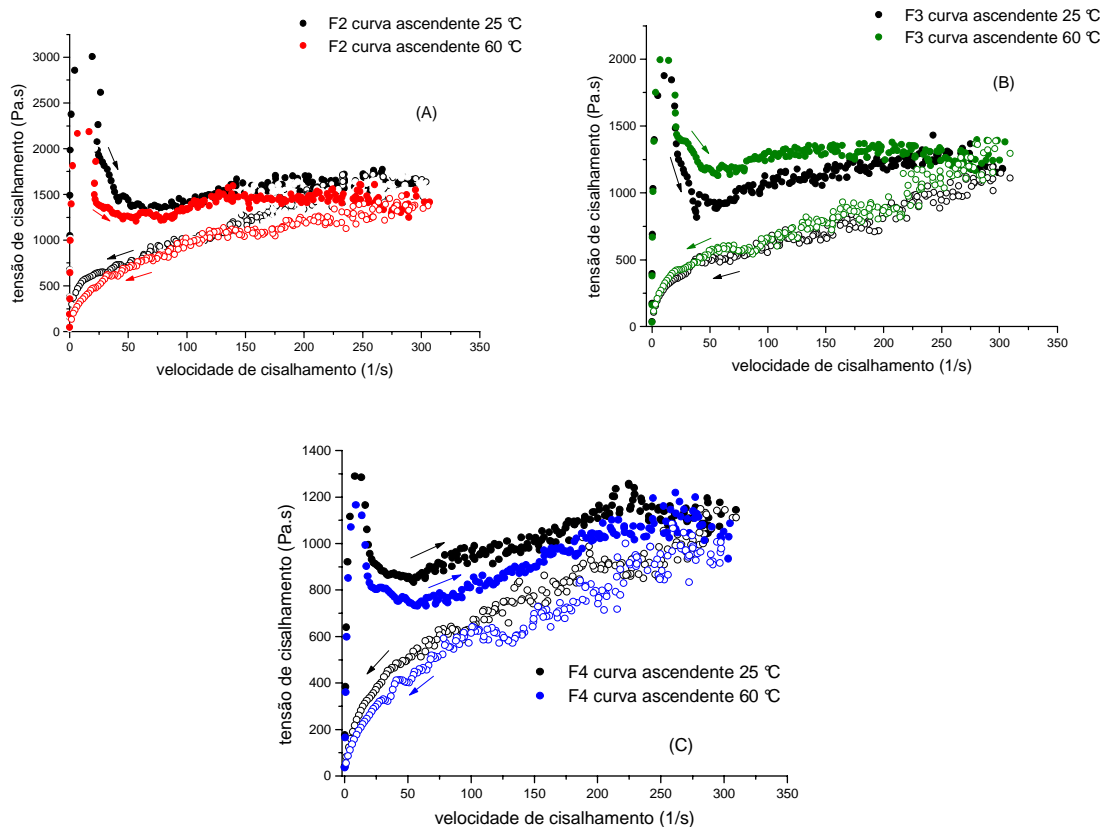 F2 curva ascendente 25 °C
F2 curva ascendente 60 °C
(A)
tensão de cisalhamento (Pa.s)
3000
2500
2000
1500
1000
500
0
0 50 100 150 200 250 300 350
velocidade de cisalhamento (1/s)
F3 curva ascendente 25 °C
F3 curva ascendente 60 °C
(B)
tensão de cisalhamento (Pa.s)
2000
1500
1000
500
0
0 50 100 150 200 250 300 350
velocidade de cisalhamento (1/s)
tensão de cisalhamento (Pa.s)
1400
1200
1000
800
600
400
200
0
F4 curva ascendente 25 °C
F4 curva ascendente 60 °C
(C)
0 50 100 150 200 250 300 350
velocidade de cisalhamento (1/s)